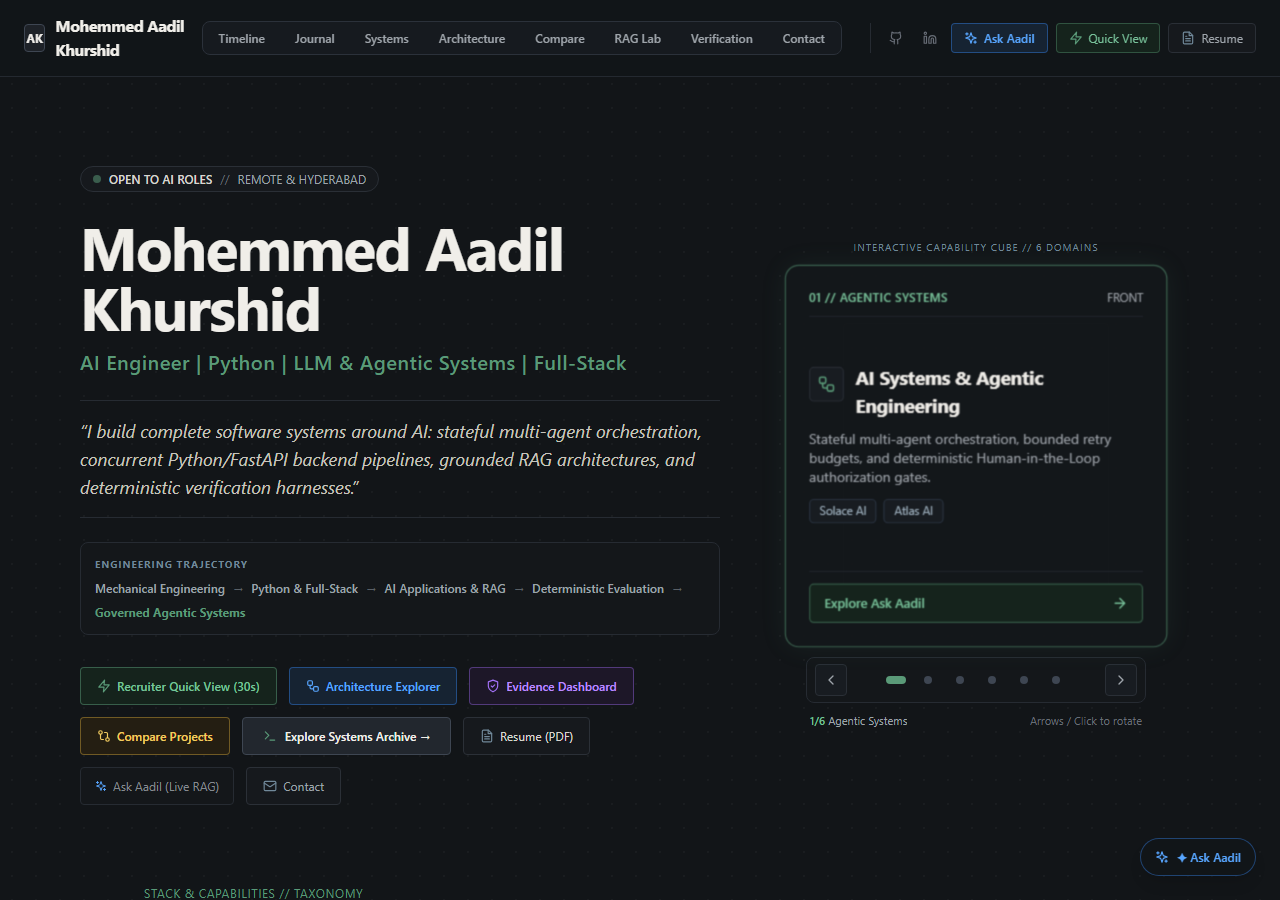 AK
Mohemmed Aadil
Khurshid
Timeline
Journal
Systems
Architecture
Compare
RAG Lab
Verification
Contact
Ask Aadil
Quick View
Resume
OPEN TO AI ROLES // REMOTE & HYDERABAD
Mohemmed Aadil
Khurshid
AI Engineer | Python | LLM & Agentic Systems | Full-Stack
“I build complete software systems around AI: stateful multi-agent orchestration,
concurrent Python/FastAPI backend pipelines, grounded RAG architectures, and
deterministic verification harnesses.”
ENGINEERING TRAJECTORY
Mechanical Engineering → Python & Full-Stack → AI Applications & RAG → Deterministic Evaluation →
Governed Agentic Systems
Recruiter Quick View (30s)
Architecture Explorer
Evidence Dashboard
Compare Projects
Explore Systems Archive →
Resume (PDF)
Ask Aadil (Live RAG)
Contact
INTERACTIVE CAPABILITY CUBE // 6 DOMAINS
01 // AGENTIC SYSTEMS
FRONT
AI Systems & Agentic
Engineering
Stateful multi-agent orchestration, bounded retry
budgets, and deterministic Human-in-the-Loop
authorization gates.
Solace AI
Atlas AI
Explore Ask Aadil
1/6 Agentic Systems
Arrows / Click to rotate
✦ Ask Aadil
STACK & CAPABILITIES // TAXONOMY